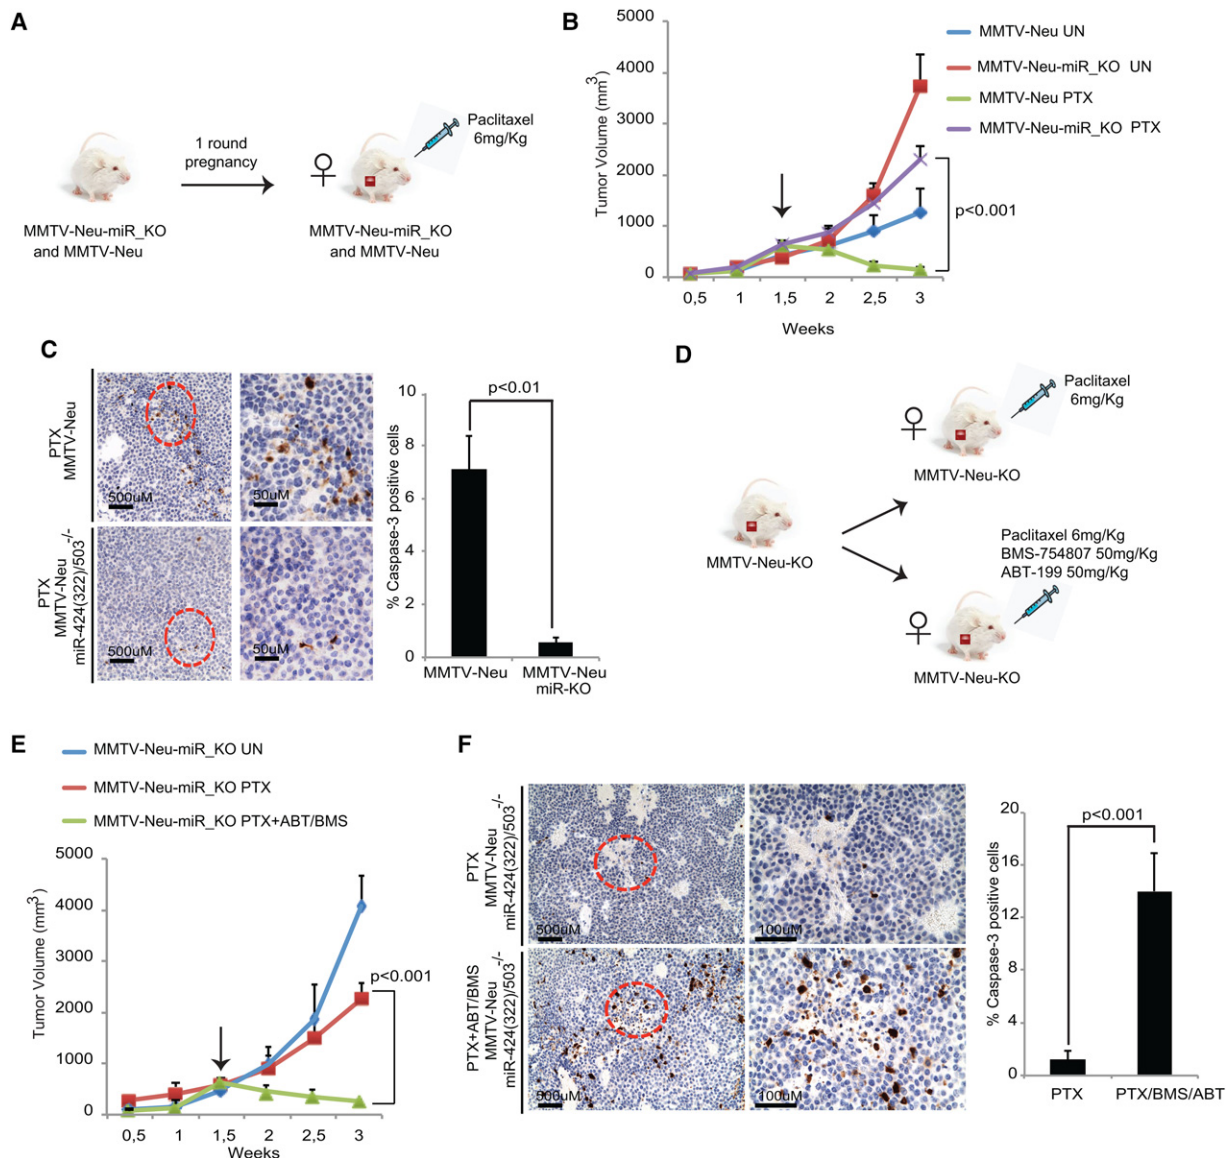 A
1 round
pregnancy
Paclitaxel
6mg/Kg
MMTV-Neu-miR_KO
and MMTV-Neu
MMTV-Neu-miR_KO
and MMTV-Neu
B
5000
4000
3000
2000
1000
0
Tumor Volume (mm3)
0,5 1 1,5 2 2,5 3
Weeks
MMTV-Neu UN
MMTV-Neu-miR_KO UN
MMTV-Neu PTX
MMTV-Neu-miR_KO PTX
p<0.001
C
PTX
MMTV-Neu
500uM
50uM
PTX
MMTV-Neu
miR-424(322)/503-/-
500uM
50uM
10
8
6
4
2
0
% Caspase-3 positive cells
p<0.01
MMTV-Neu
MMTV-Neu
miR-KO
D
MMTV-Neu-KO
Paclitaxel
6mg/Kg
MMTV-Neu-KO
Paclitaxel 6mg/Kg
BMS-754807 50mg/Kg
ABT-199 50mg/Kg
MMTV-Neu-KO
E
MMTV-Neu-miR_KO UN
MMTV-Neu-miR_KO PTX
MMTV-Neu-miR_KO PTX+ABT/BMS
5000
4000
3000
2000
1000
0
Tumor Volume (mm3)
0,5 1 1,5 2 2,5 3
Weeks
p<0.001
F
PTX
MMTV-Neu
miR-424(322)/503-/-
500uM
100uM
PTX+ABT/BMS
MMTV-Neu
miR-424(322)/503-/-
500uM
100uM
20
16
12
8
4
0
% Caspase-3 positive cells
p<0.001
PTX
PTX/BMS/ABT